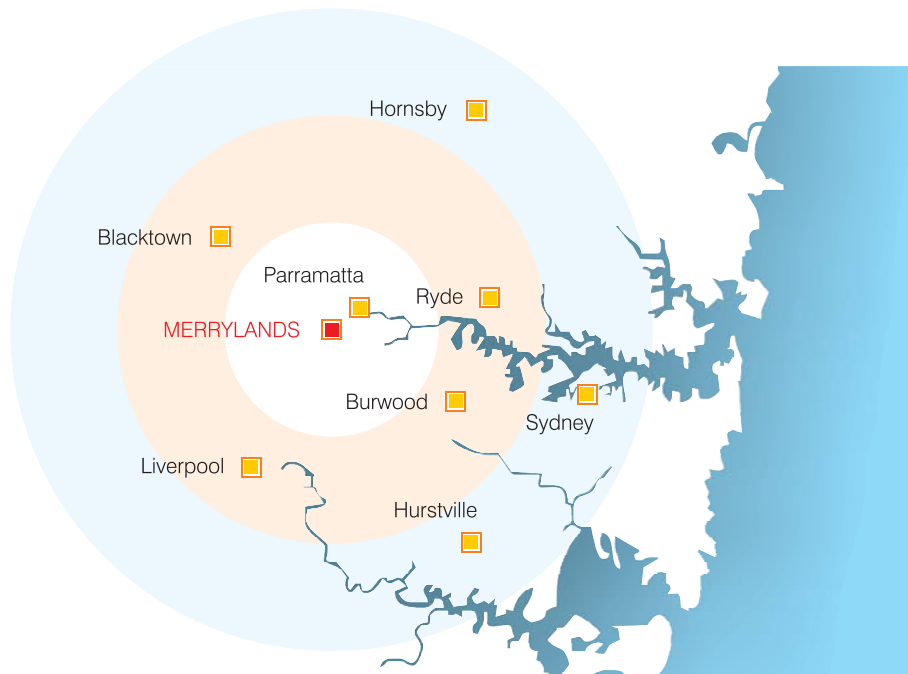 Hornsby
Blacktown
Parramatta
Ryde
MERRYLANDS
Burwood
Sydney
Liverpool
Hurstville